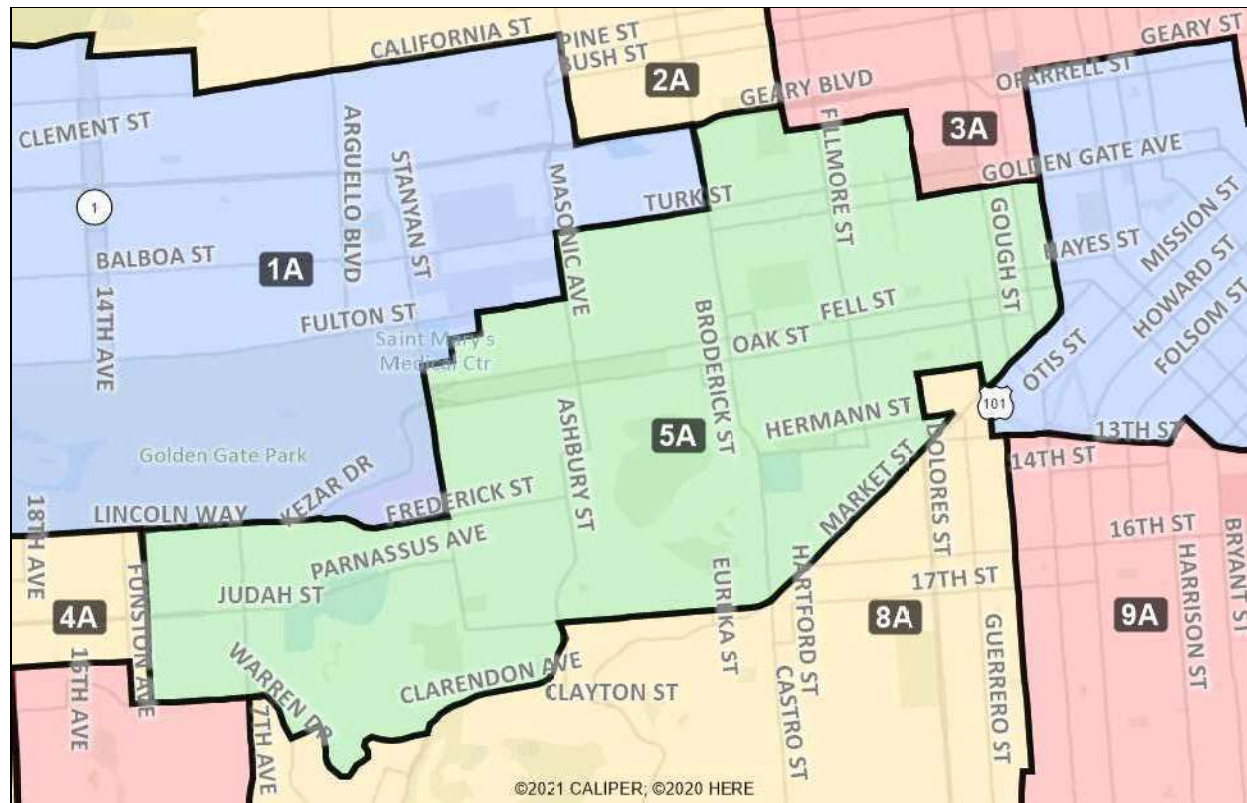 GEARY ST
CALIFORNIA ST
PINE ST
BUSH ST
2A
GEARY BLVD
OFARRELL ST
CLEMENT ST
ARGUELLO BLVD
STANYAN ST
MASONIC AVE
FILLMORE ST
3A
GOLDEN GATE AVE
TURK ST
1
BALBOA ST
1A
14TH AVE
GOUGH ST
HAYES ST
MISSION ST
HOWARD ST
FOLSOM ST
FULTON ST
Saint Mary's
Medical Ctr
BRODERICK ST
FELL ST
OAK ST
OTIS ST
101
ASHBURY ST
5A
HERMANN ST
DOLORES ST
13TH ST
14TH ST
Golden Gate Park
KEZAR DR
FREDERICK ST
MARKET ST
18TH AVE
LINCOLN WAY
PARNASSUS AVE
16TH ST
HARRISON ST
BRYANT ST
JUDAH ST
FUNSTON AVE
4A
EUREKA ST
HARTFORD ST
8A
17TH ST
GUERRERO ST
9A
16TH AVE
WARREN DR
7TH AVE
CLARENDON AVE
CLAYTON ST
CASTRO ST
©2021 CALIPER; ©2020 HERE